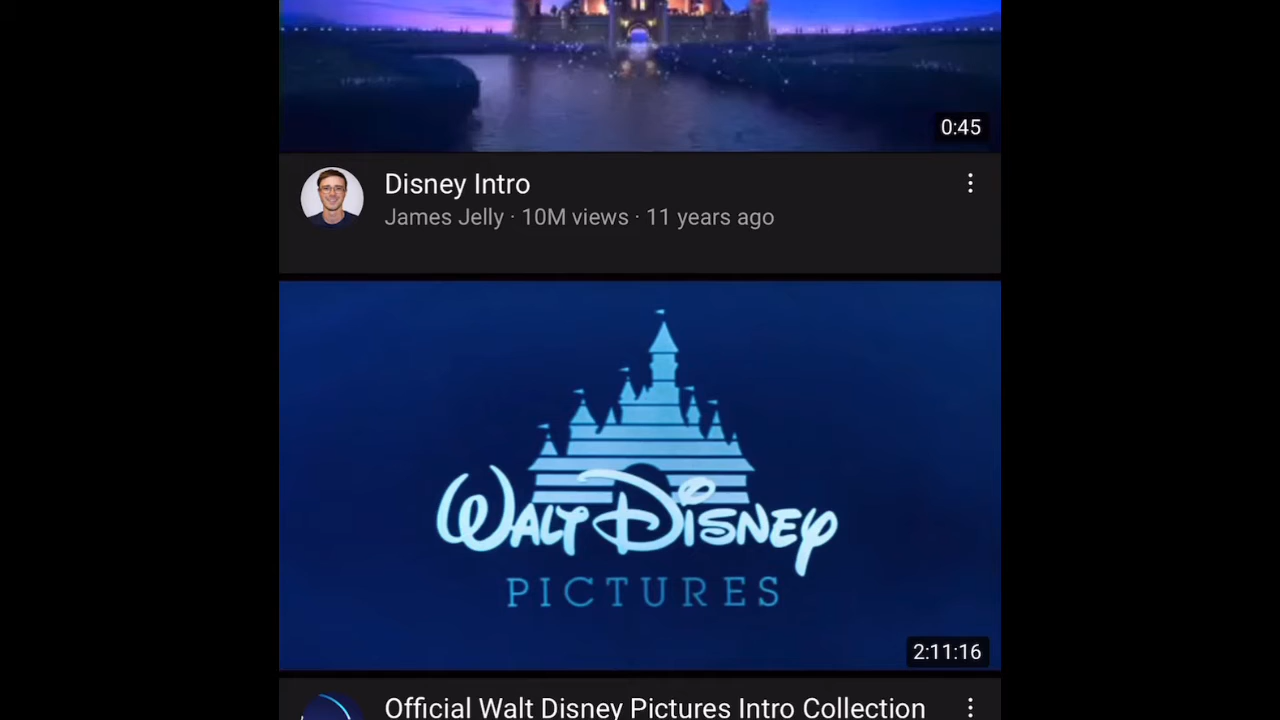 0:45
Disney Intro
James Jelly · 10M views · 11 years ago
WALT DISNEY
PICTURES
2:11:16
Official Walt Disney Pictures Intro Collection